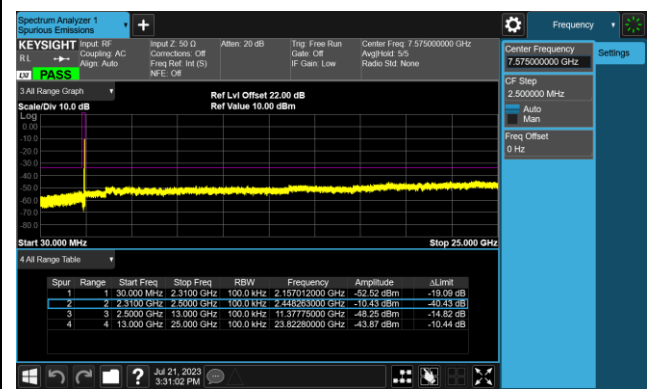 Spectrum Analyzer 1
Spurious Emissions
Frequency
KEYSIGHT Input: RF Input Z: 50 Ω Atten: 20 dB Trig: Free Run Center Freq: 7.575000000 GHz
RL Coupling: AC Corrections: Off Gate: Off Avg|Hold: 5/5
Align: Auto Freq Ref: Int (S) IF Gain: Low Radio Std: None
LNI PASS NFE: Off
Center Frequency
7.575000000 GHz
Settings
CF Step
2.500000 MHz
Auto
Man
Freq Offset
0 Hz
3 All Range Graph
Ref Lvl Offset 22.00 dB
Scale/Div 10.0 dB Ref Value 10.00 dBm
Log
0.00
-10.0
-20.0
-30.0
-40.0
-50.0
-60.0
-70.0
-80.0
Start 30.000 MHz Stop 25.000 GHz
4 All Range Table
Spur Range Start Freq Stop Freq RBW Frequency Amplitude ΔLimit
1 1 30.000 MHz 2.3100 GHz 100.0 kHz 2.157012000 GHz -52.52 dBm -19.09 dB
2 2 2.3100 GHz 2.5000 GHz 100.0 kHz 2.448263000 GHz -10.43 dBm -40.43 dB
3 3 2.5000 GHz 13.000 GHz 100.0 kHz 11.37775000 GHz -48.25 dBm -14.82 dB
4 4 13.000 GHz 25.000 GHz 100.0 kHz 23.82280000 GHz -43.87 dBm -10.44 dB
? Jul 21, 2023
3:31:02 PM